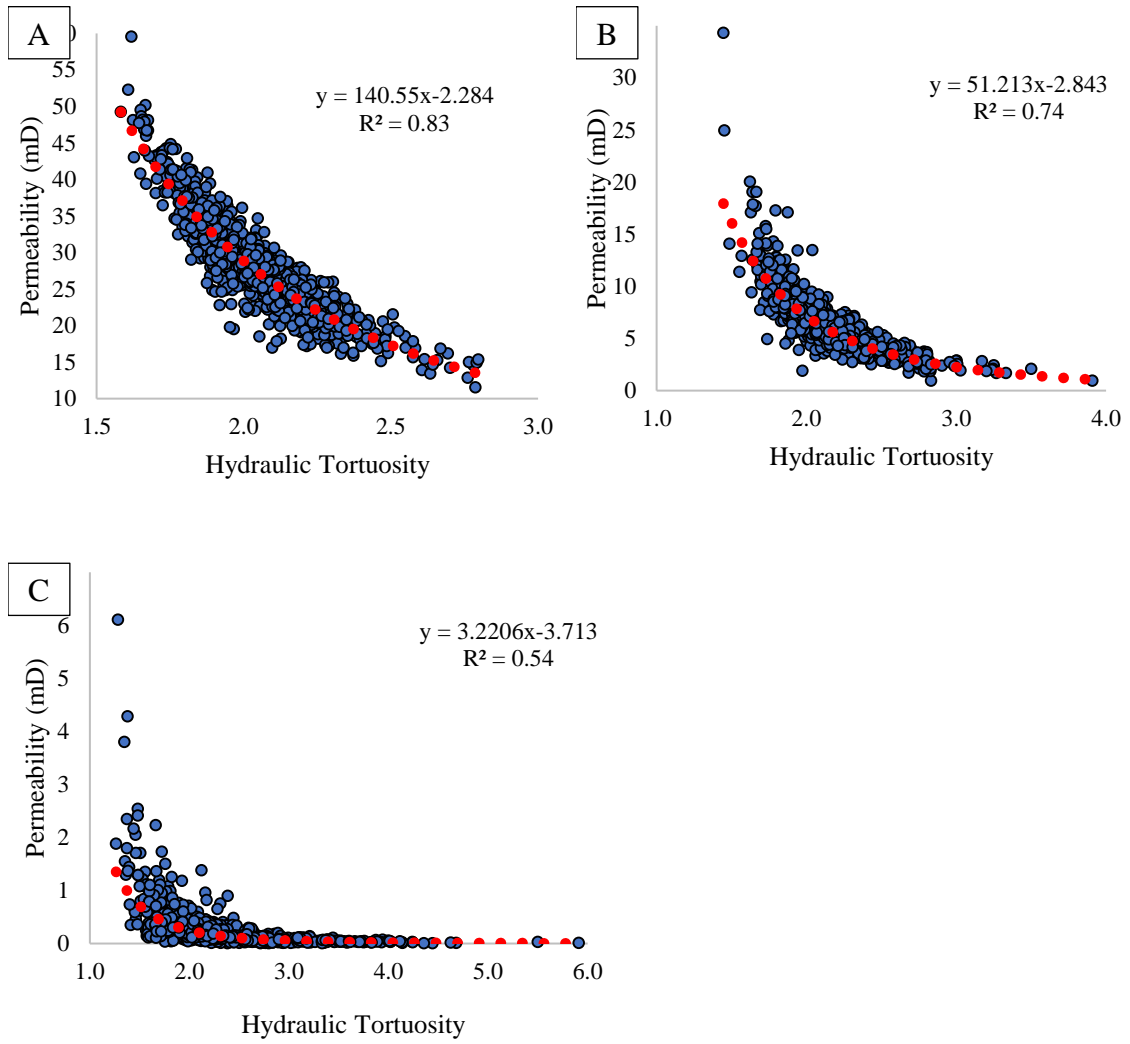 A
y = 140.55x-2.284
R² = 0.83
0
55
50
45
40
35
30
25
20
15
10
1.5 2.0 2.5 3.0
Permeability (mD)
Hydraulic Tortuosity
B
y = 51.213x-2.843
R² = 0.74
30
25
20
15
10
5
0
1.0 2.0 3.0 4.0
Permeability (mD)
Hydraulic Tortuosity
C
y = 3.2206x-3.713
R² = 0.54
6
5
4
3
2
1
0
1.0 2.0 3.0 4.0 5.0 6.0
Permeability (mD)
Hydraulic Tortuosity